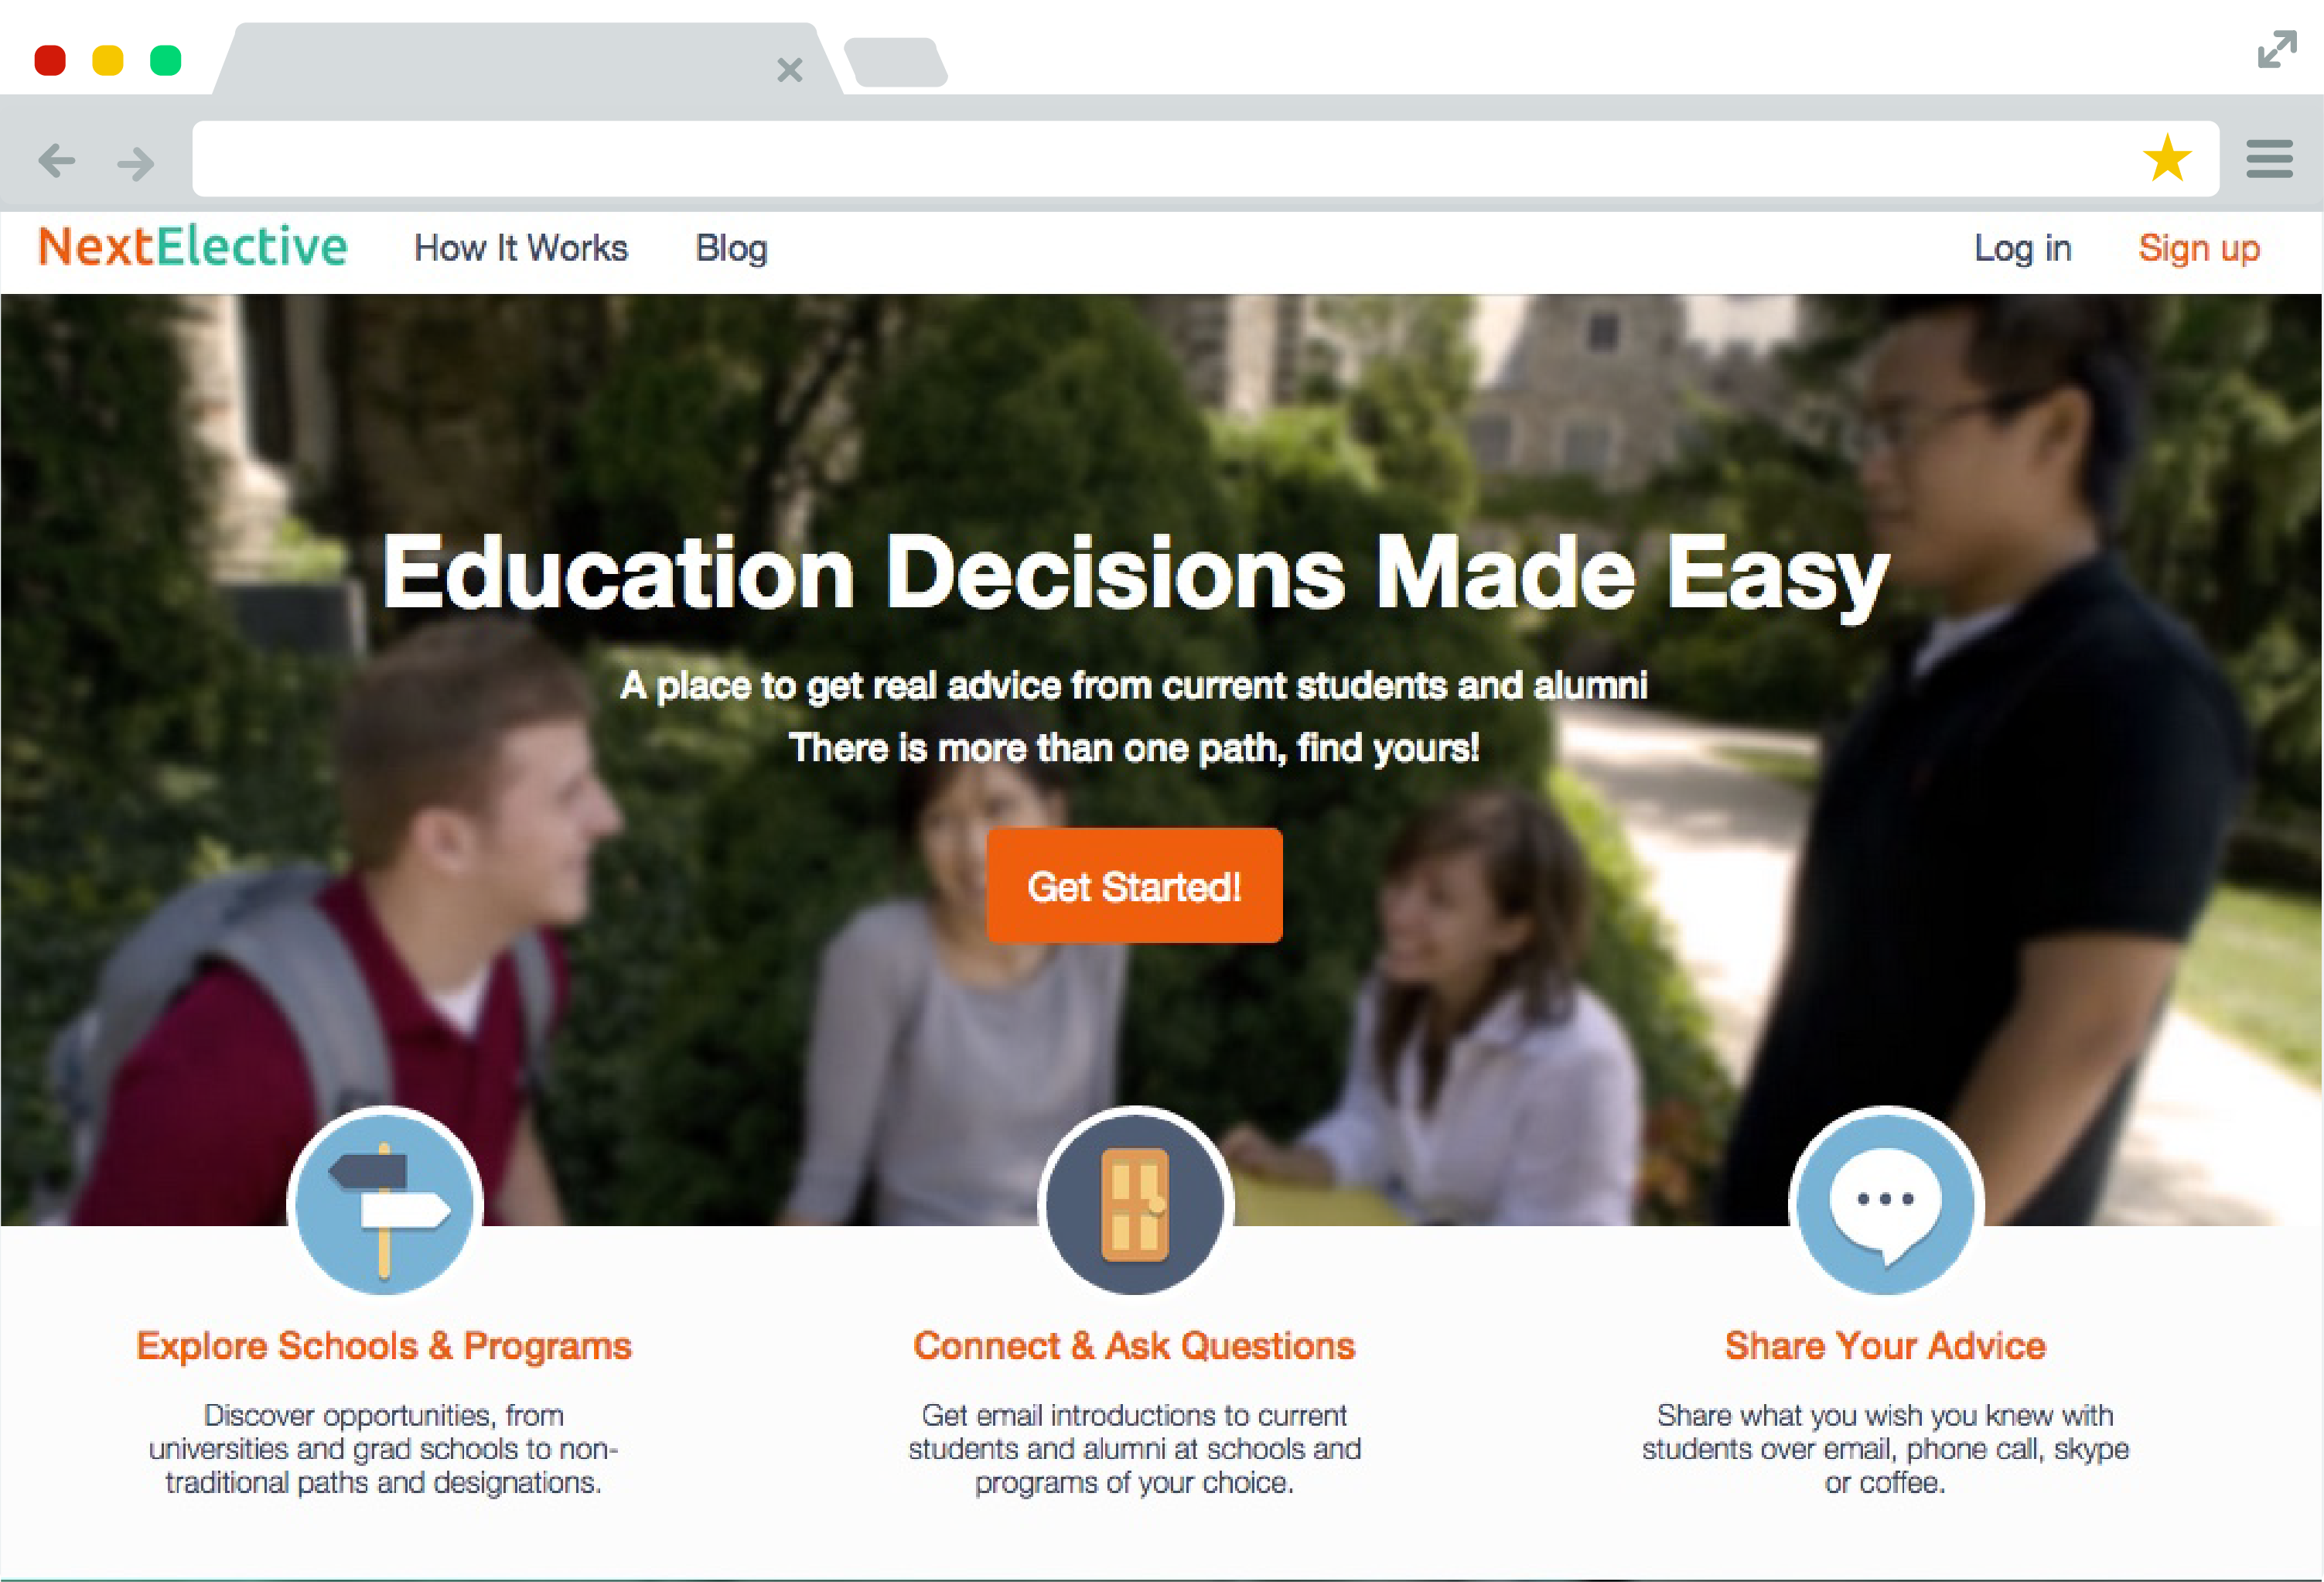 NextElective How It Works Blog Log in Sign up
Education Decisions Made Easy
A place to get real advice from current students and alumni
There is more than one path, find yours!
Get Started!
Explore Schools & Programs
Discover opportunities, from
universities and grad schools to non-
traditional paths and designations.
Connect & Ask Questions
Get email introductions to current
students and alumni at schools and
programs of your choice.
Share Your Advice
Share what you wish you knew with
students over email, phone call, skype
or coffee.